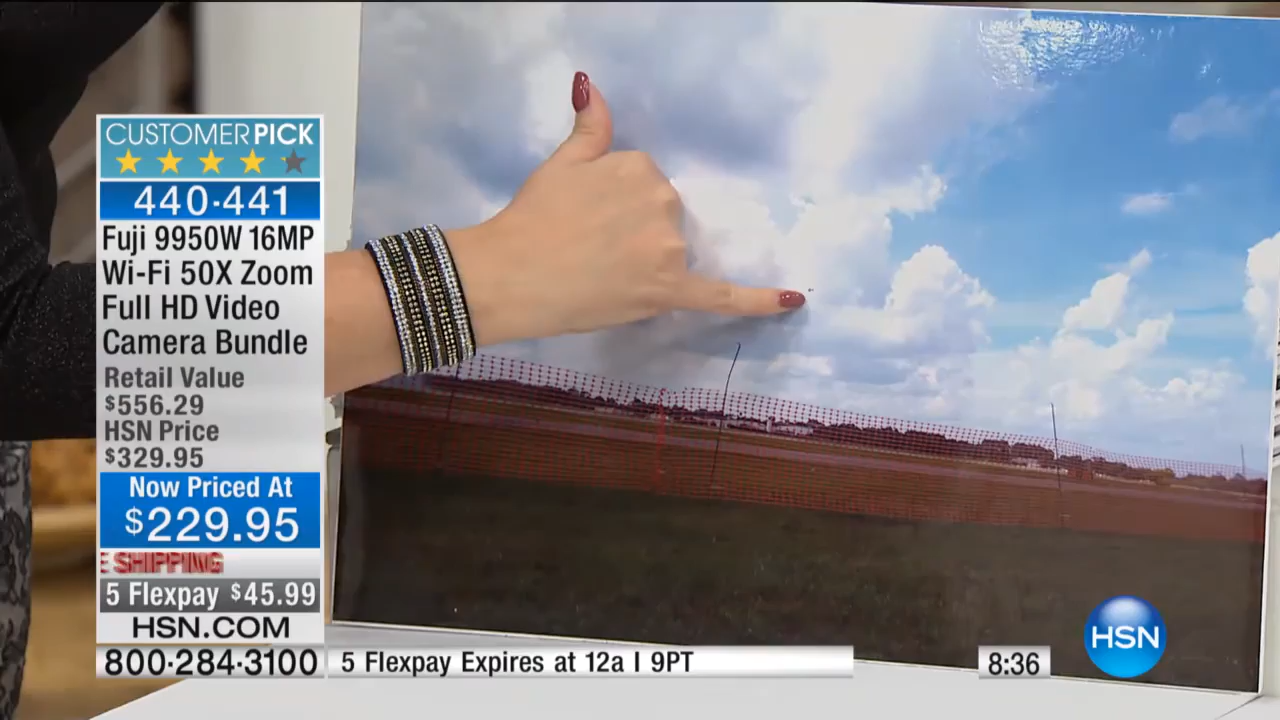 CUSTOMERPICK
440-441
Fuji 9950W 16MP
Wi-Fi 50X Zoom
Full HD Video
Camera Bundle
Retail Value
$556.29
HSN Price
$329.95
Now Priced At
$229.95
E SHIPPING
5 Flexpay $45.99
HSN.COM
800·284·3100
5 Flexpay Expires at 12a | 9PT
8:36
HSN